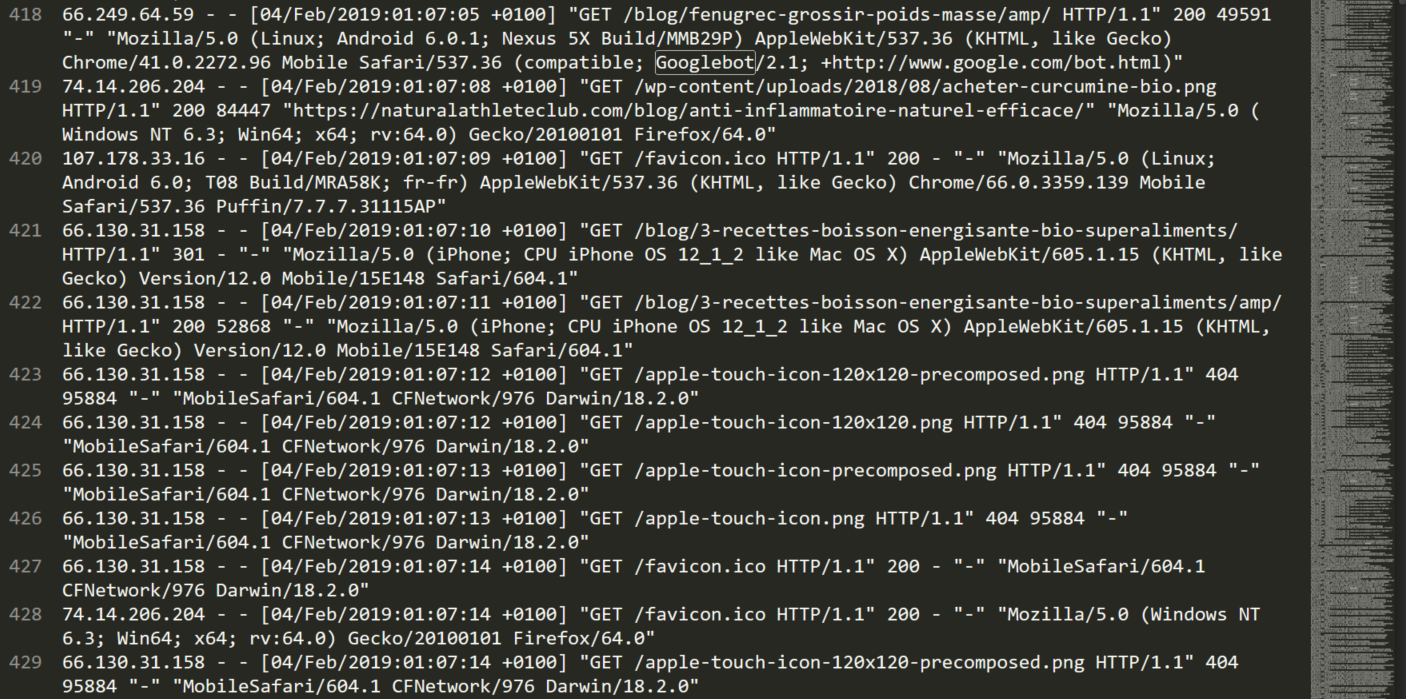 418 66.249.64.59 - - [04/Feb/2019:01:07:05 +0100] "GET /blog/fenugrec-grossir-poids-masse/amp/ HTTP/1.1" 200 49591
"-" "Mozilla/5.0 (Linux; Android 6.0.1; Nexus 5X Build/MMB29P) AppleWebKit/537.36 (KHTML, like Gecko)
Chrome/41.0.2272.96 Mobile Safari/537.36 (compatible; Googlebot/2.1; +http://www.google.com/bot.html)"
419 74.14.206.204 - - [04/Feb/2019:01:07:08 +0100] "GET /wp-content/uploads/2018/08/acheter-curcumine-bio.png
HTTP/1.1" 200 84447 "https://naturalathleteclub.com/blog/anti-inflammatoire-naturel-efficace/" "Mozilla/5.0 (
Windows NT 6.3; Win64; x64; rv:64.0) Gecko/20100101 Firefox/64.0"
420 107.178.33.16 - - [04/Feb/2019:01:07:09 +0100] "GET /favicon.ico HTTP/1.1" 200 - "-" "Mozilla/5.0 (Linux;
Android 6.0; T08 Build/MRA58K; fr-fr) AppleWebKit/537.36 (KHTML, like Gecko) Chrome/66.0.3359.139 Mobile
Safari/537.36 Puffin/7.7.7.31115AP"
421 66.130.31.158 - - [04/Feb/2019:01:07:10 +0100] "GET /blog/3-recettes-boisson-energisante-bio-superaliments/
HTTP/1.1" 301 - "-" "Mozilla/5.0 (iPhone; CPU iPhone OS 12_1_2 like Mac OS X) AppleWebKit/605.1.15 (KHTML, like
Gecko) Version/12.0 Mobile/15E148 Safari/604.1"
422 66.130.31.158 - - [04/Feb/2019:01:07:11 +0100] "GET /blog/3-recettes-boisson-energisante-bio-superaliments/amp/
HTTP/1.1" 200 52868 "-" "Mozilla/5.0 (iPhone; CPU iPhone OS 12_1_2 like Mac OS X) AppleWebKit/605.1.15 (KHTML,
like Gecko) Version/12.0 Mobile/15E148 Safari/604.1"
423 66.130.31.158 - - [04/Feb/2019:01:07:12 +0100] "GET /apple-touch-icon-120x120-precomposed.png HTTP/1.1" 404
95884 "-" "MobileSafari/604.1 CFNetwork/976 Darwin/18.2.0"
424 66.130.31.158 - - [04/Feb/2019:01:07:12 +0100] "GET /apple-touch-icon-120x120.png HTTP/1.1" 404 95884 "-"
"MobileSafari/604.1 CFNetwork/976 Darwin/18.2.0"
425 66.130.31.158 - - [04/Feb/2019:01:07:13 +0100] "GET /apple-touch-icon-precomposed.png HTTP/1.1" 404 95884 "-"
"MobileSafari/604.1 CFNetwork/976 Darwin/18.2.0"
426 66.130.31.158 - - [04/Feb/2019:01:07:13 +0100] "GET /apple-touch-icon.png HTTP/1.1" 404 95884 "-"
"MobileSafari/604.1 CFNetwork/976 Darwin/18.2.0"
427 66.130.31.158 - - [04/Feb/2019:01:07:14 +0100] "GET /favicon.ico HTTP/1.1" 200 - "-" "MobileSafari/604.1
CFNetwork/976 Darwin/18.2.0"
428 74.14.206.204 - - [04/Feb/2019:01:07:14 +0100] "GET /favicon.ico HTTP/1.1" 200 - "-" "Mozilla/5.0 (Windows NT
6.3; Win64; x64; rv:64.0) Gecko/20100101 Firefox/64.0"
429 66.130.31.158 - - [04/Feb/2019:01:07:14 +0100] "GET /apple-touch-icon-120x120-precomposed.png HTTP/1.1" 404
95884 "-" "MobileSafari/604.1 CFNetwork/976 Darwin/18.2.0"